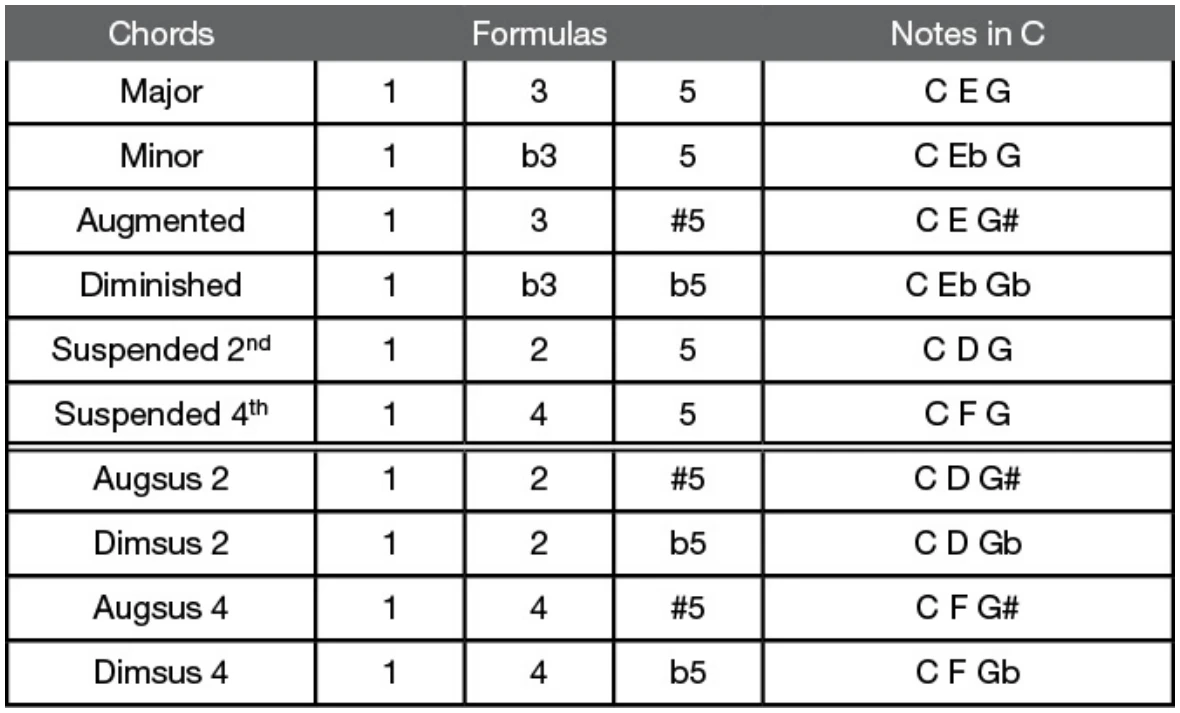 Chords Formulas Notes in C
Major 1 3 5 C E G
Minor 1 b3 5 C Eb G
Augmented 1 3 #5 C E G#
Diminished 1 b3 b5 C Eb Gb
Suspended 2nd 1 2 5 C D G
Suspended 4th 1 4 5 C F G
Augsus 2 1 2 #5 C D G#
Dimsus 2 1 2 b5 C D Gb
Augsus 4 1 4 #5 C F G#
Dimsus 4 1 4 b5 C F Gb